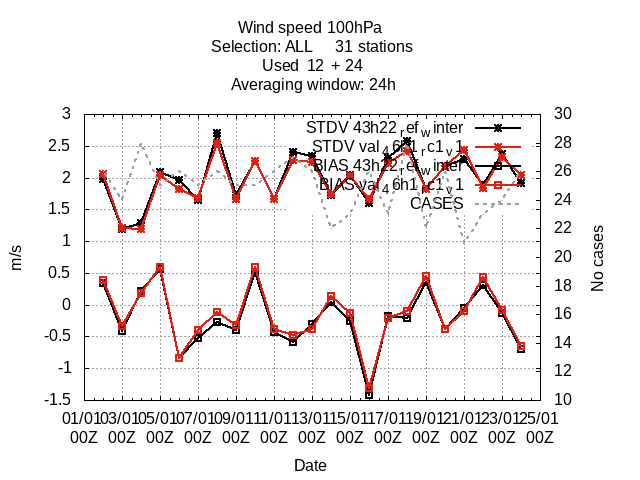 Wind speed 100hPa
Selection: ALL 31 stations
Used 12 + 24
Averaging window: 24h
STDV 43h22_ref_winter
STDV val_46h1_rc1_v1
BIAS 43h22_ref_winter
BIAS val_46h1_rc1_v1
CASES
3
2.5
2
1.5
1
0.5
0
-0.5
-1
-1.5
m/s
30
28
26
24
22
20
18
16
14
12
10
No cases
01/01 03/01 05/01 07/01 09/01 11/01 13/01 15/01 17/01 19/01 21/01 23/01 25/01
00Z 00Z 00Z 00Z 00Z 00Z 00Z 00Z 00Z 00Z 00Z 00Z 00Z
Date